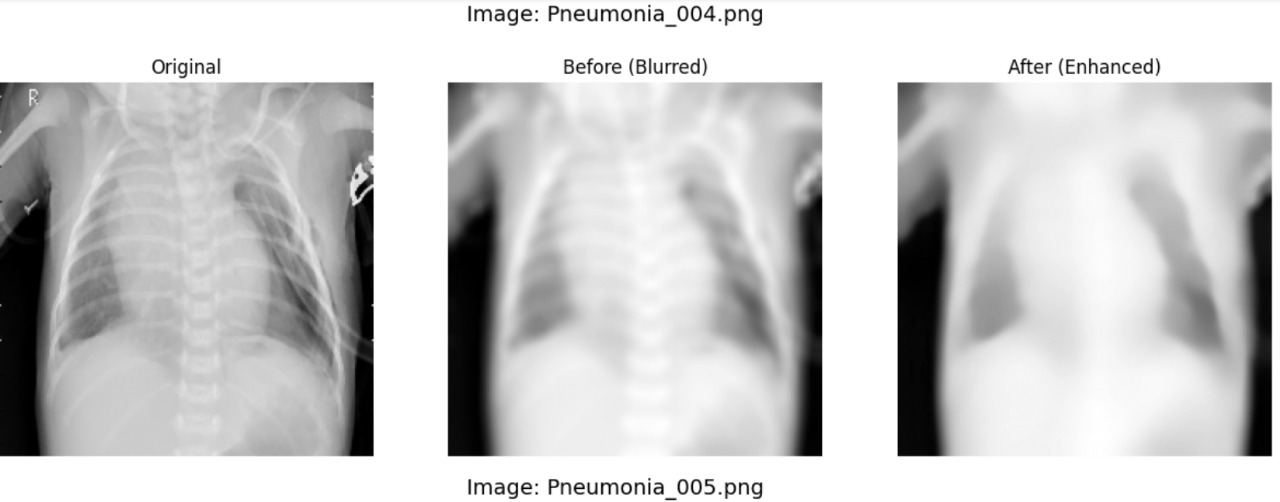 Image: Pneumonia_004.png
Original
Before (Blurred)
After (Enhanced)
R
Image: Pneumonia_005.png